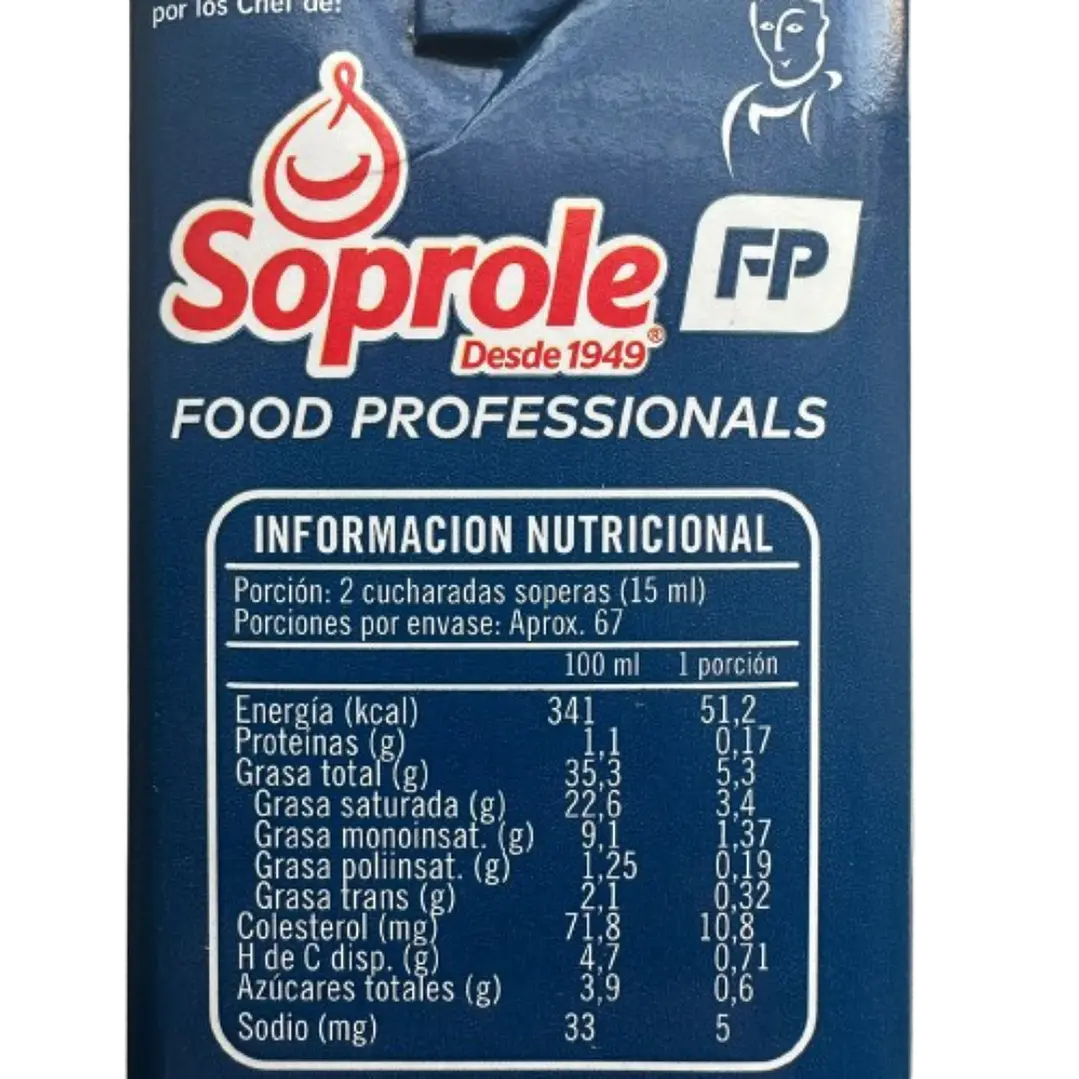 por los Chef de:
Soprole
Desde 1949®
FP
FOOD PROFESSIONALS
INFORMACION NUTRICIONAL
Porción: 2 cucharadas soperas (15 ml)
Porciones por envase: Aprox. 67
100 ml 1 porción
Energía (kcal) 341 51,2
Proteínas (g) 1,1 0,17
Grasa total (g) 35,3 5,3
Grasa saturada (g) 22,6 3,4
Grasa monoinsat. (g) 9,1 1,37
Grasa poliinsat. (g) 1,25 0,19
Grasa trans (g) 2,1 0,32
Colesterol (mg) 71,8 10,8
H de C disp. (g) 4,7 0,71
Azúcares totales (g) 3,9 0,6
Sodio (mg) 33 5